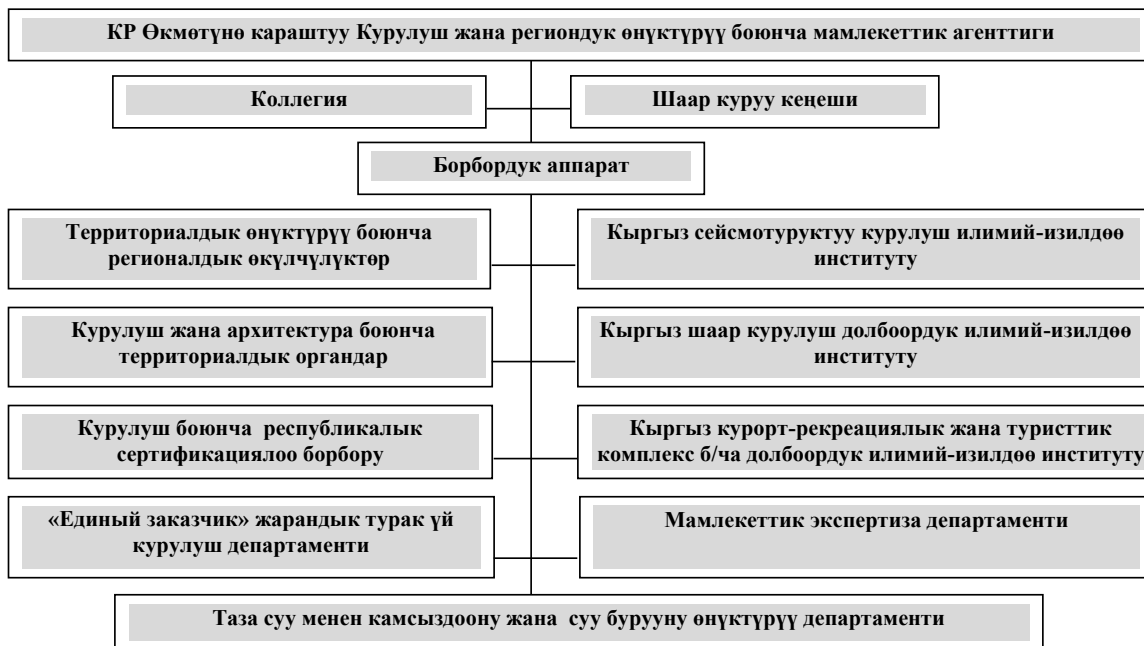 КР Өкмөтүнө караштуу Курулуш жана региондук өнүктүрүү боюнча мамлекеттик агенттиги
Коллегия
Шаар куруу кеңеши
Борбордук аппарат
Территориалдык өнүктүрүү боюнча
регионалдык өкүлчүлүктөр
Кыргыз сейсмотуруктуу курулуш илимий-изилдөө
институту
Курулуш жана архитектура боюнча
территориалдык органдар
Кыргыз шаар курулуш долбоордук илимий-изилдөө
институту
Курулуш боюнча республикалык
сертификациялоо борбору
Кыргыз курорт-рекреациялык жана туристтик
комплекс б/ча долбоордук илимий-изилдөө институту
«Единый заказчик» жарандык турак үй
курулуш департаменти
Мамлекеттик экспертиза департаменти
Таза суу менен камсыздоону жана суу бурууну өнүктүрүү департаменти